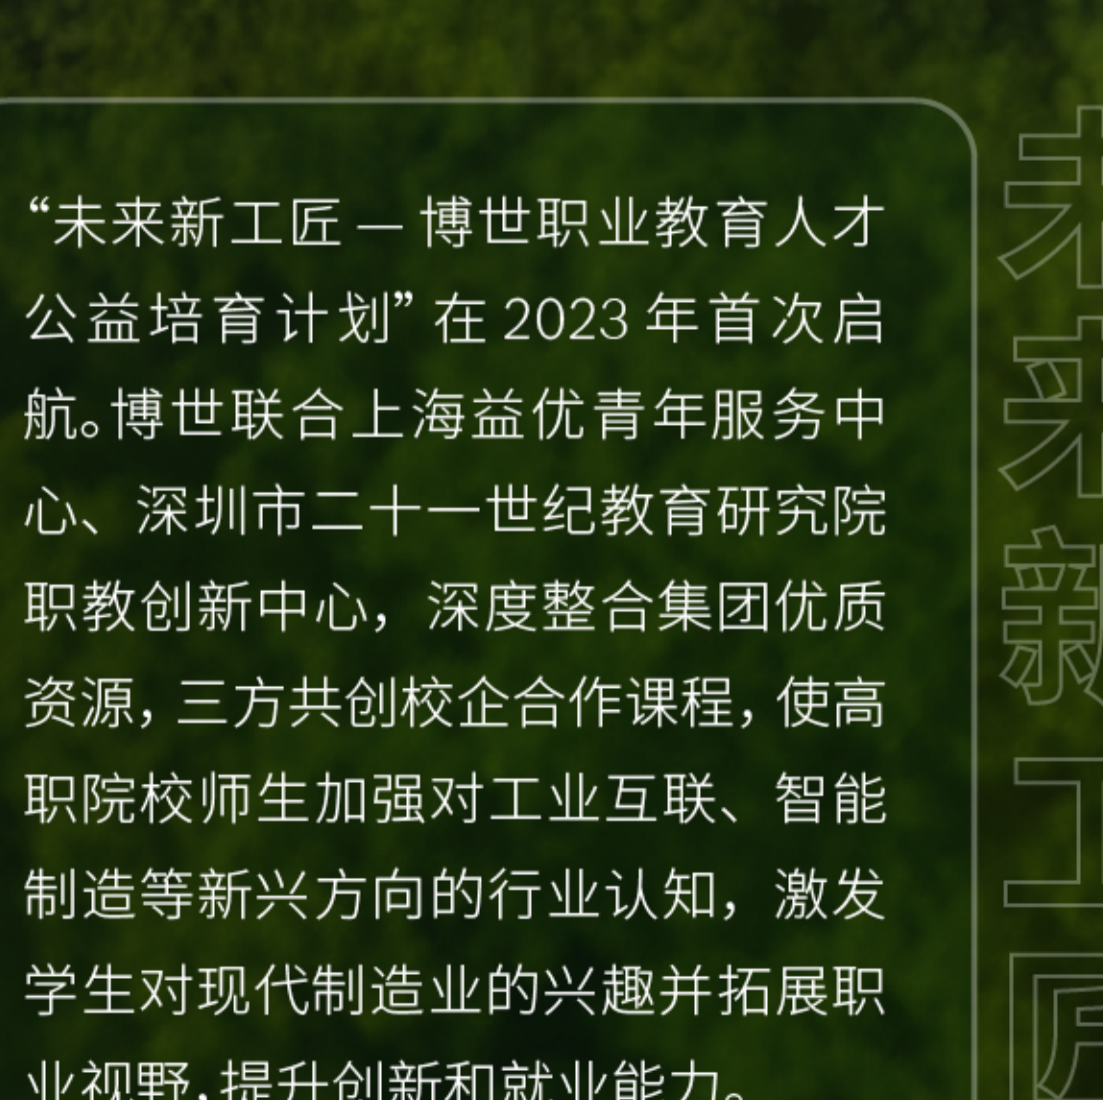 “未来新工匠 — 博世职业教育人才
公益培育计划” 在 2023 年首次启
航。博世联合上海益优青年服务中
心、深圳市二十一世纪教育研究院
职教创新中心，深度整合集团优质
资源，三方共创校企合作课程，使高
职院校师生加强对工业互联、智能
制造等新兴方向的行业认知，激发
学生对现代制造业的兴趣并拓展职
业视野，提升创新和就业能力。
未
来
新
工
匠